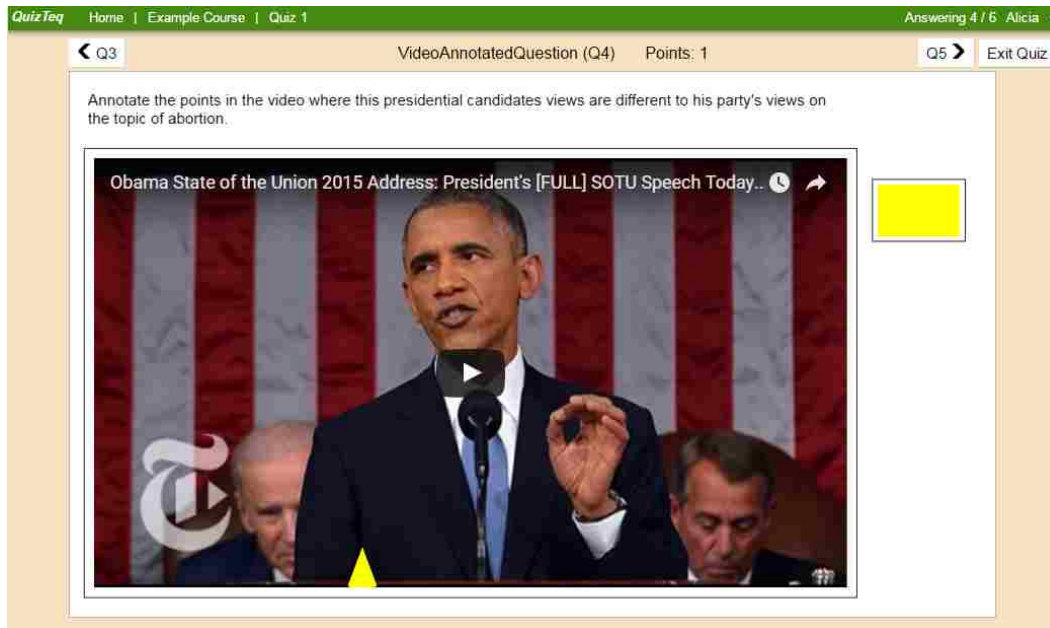 QuizTeq Home | Example Course | Quiz 1 Answering 4 / 6 Alicia
Q3 VideoAnnotatedQuestion (Q4) Points: 1 Q5 Exit Quiz
Annotate the points in the video where this presidential candidates views are different to his party's views on
the topic of abortion.
Obama State of the Union 2015 Address: President's [FULL] SOTU Speech Today..
T